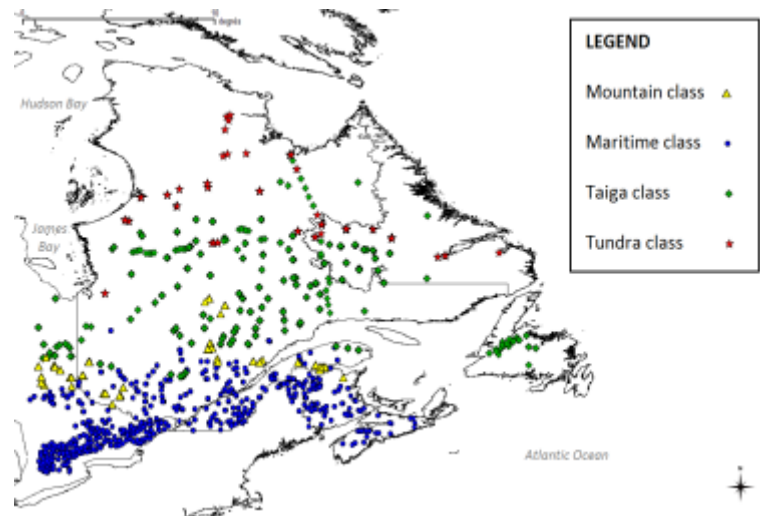 LEGEND
Hudson Bay
Mountain class
Maritime class
Taiga class
James
Bay
Tundra class
Atlantic Ocean